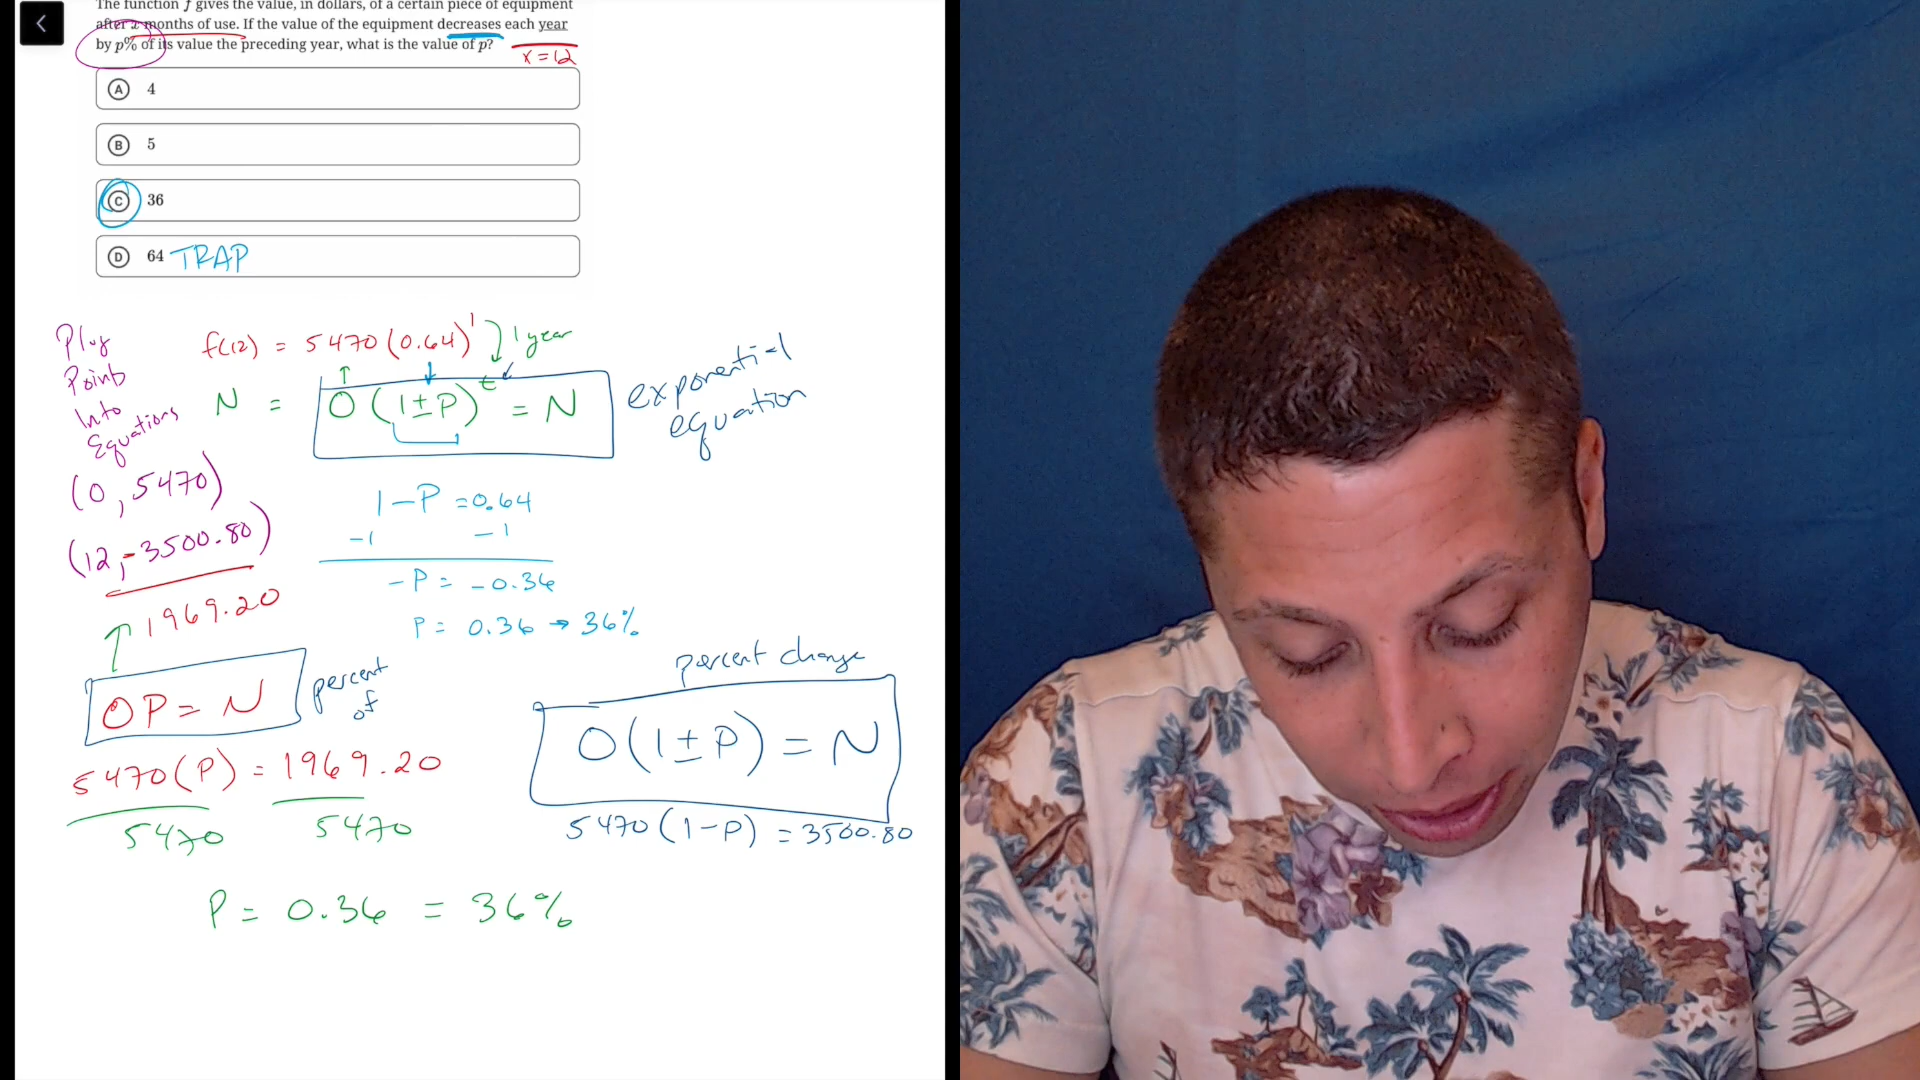 The function f gives the value, in dollars, of a certain piece of equipment
after x months of use. If the value of the equipment decreases each year
by p% of its value the preceding year, what is the value of p?
x = 12
A 4
B 5
C 36
D 64 TRAP
Plug
Points
Into
Equations
(0, 5470)
(12, -3500.80)
1969.20
f(12) = 5470(0.64)^1 1 year
N = O(1±P)^t = N
exponential
equation
1-P = 0.64
-1 -1
-P = -0.36
P = 0.36 → 36%
OP = N
percent
of
5470(P) = 1969.20
5470 5470
P = 0.36 = 36%
percent change
O(1±P) = N
5470(1-P) = 3500.80